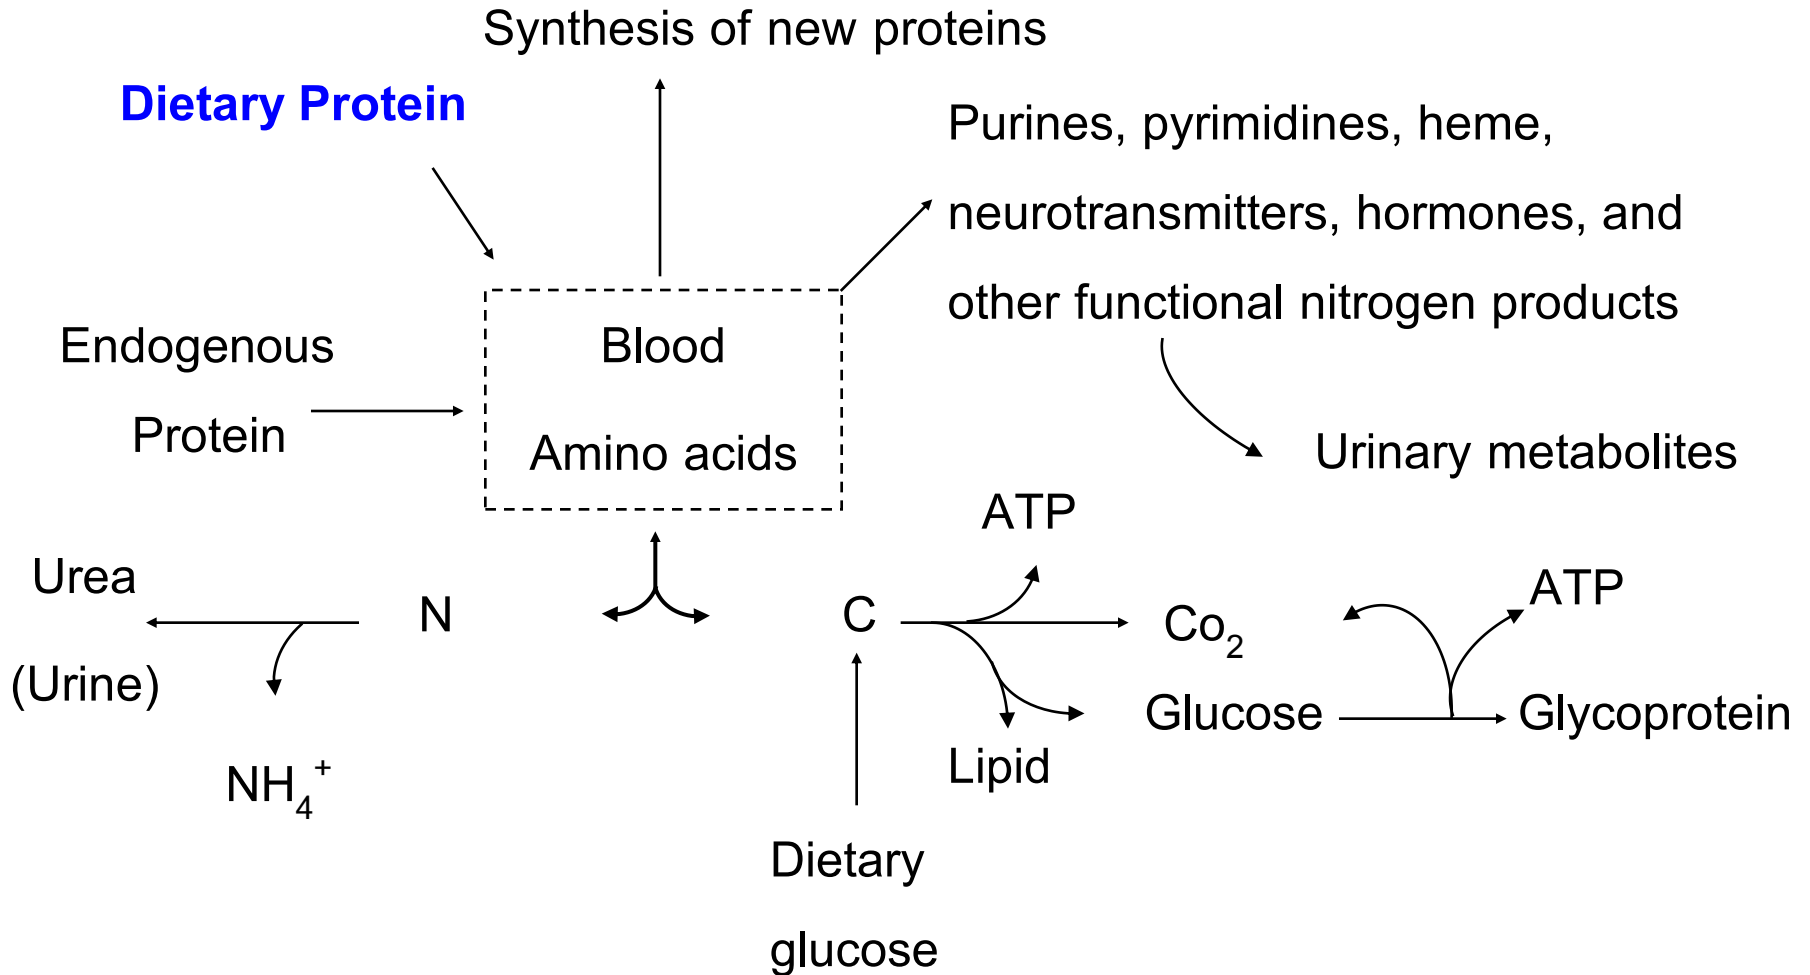 Synthesis of new proteins
Dietary Protein
Purines, pyrimidines, heme,
neurotransmitters, hormones, and
other functional nitrogen products
Endogenous
Protein
Blood
Amino acids
Urinary metabolites
ATP
Urea
(Urine)
N
C
Co₂
ATP
Glucose
Glycoprotein
Lipid
NH₄⁺
Dietary
glucose